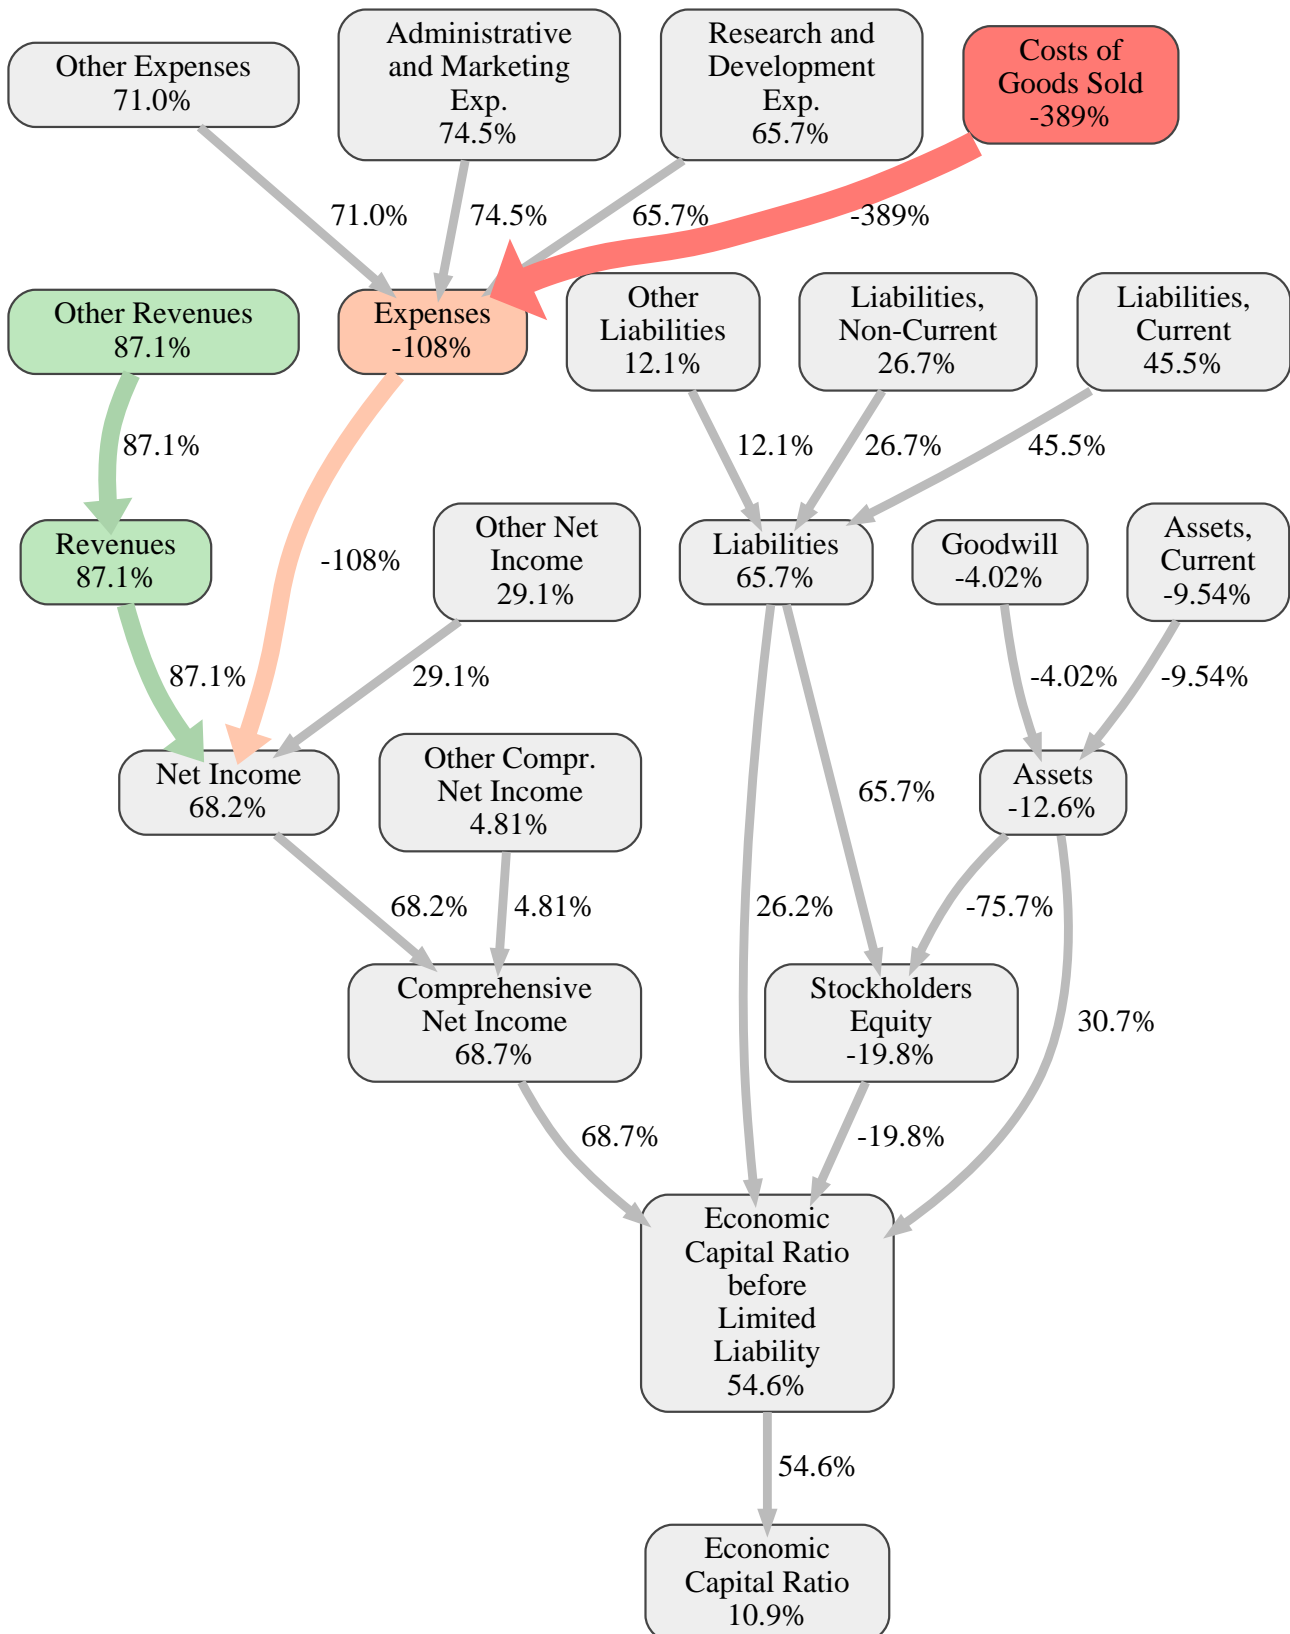 Other Expenses
71.0%
Administrative
and Marketing
Exp.
74.5%
Research and
Development
Exp.
65.7%
Costs of
Goods Sold
-389%
71.0%
74.5%
65.7%
-389%
Other Revenues
87.1%
Expenses
-108%
Other
Liabilities
12.1%
Liabilities,
Non-Current
26.7%
Liabilities,
Current
45.5%
87.1%
12.1%
26.7%
45.5%
Revenues
87.1%
-108%
Other Net
Income
29.1%
Liabilities
65.7%
Goodwill
-4.02%
Assets,
Current
-9.54%
87.1%
29.1%
-4.02%
-9.54%
Net Income
68.2%
Other Compr.
Net Income
4.81%
65.7%
Assets
-12.6%
68.2%
4.81%
26.2%
-75.7%
Comprehensive
Net Income
68.7%
Stockholders
Equity
-19.8%
30.7%
68.7%
-19.8%
Economic
Capital Ratio
before
Limited
Liability
54.6%
54.6%
Economic
Capital Ratio
10.9%